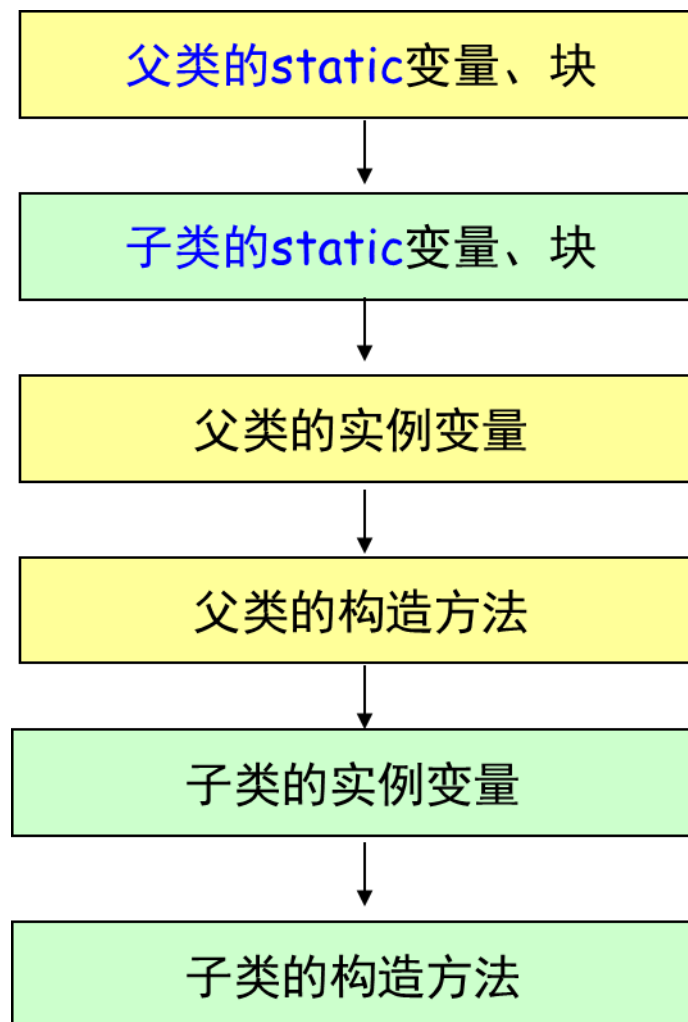 父类的static变量、块
子类的static变量、块
父类的实例变量
父类的构造方法
子类的实例变量
子类的构造方法